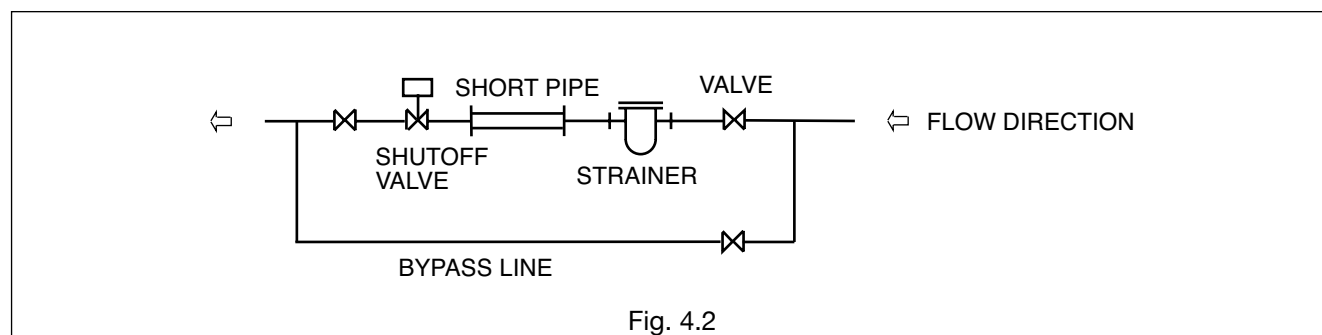 SHORT PIPE
VALVE
FLOW DIRECTION
SHUTOFF
VALVE
STRAINER
BYPASS LINE
Fig. 4.2